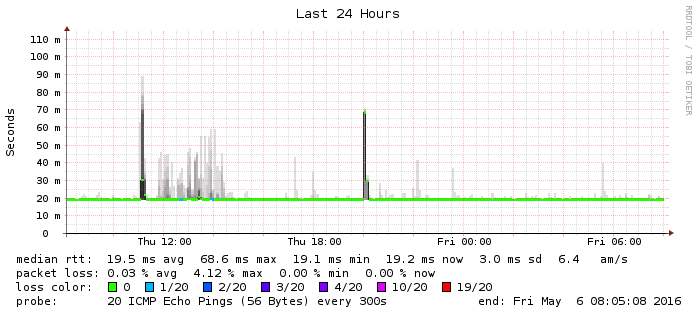 Last 24 Hours
RRDTOOL / TOBI OETIKER
Seconds
110 m
100 m
90 m
80 m
70 m
60 m
50 m
40 m
30 m
20 m
10 m
0
Thu 12:00 Thu 18:00 Fri 00:00 Fri 06:00
median rtt: 19.5 ms avg 68.6 ms max 19.1 ms min 19.2 ms now 3.0 ms sd 6.4 am/s
packet loss: 0.03 % avg 4.12 % max 0.00 % min 0.00 % now
loss color: 0 1/20 2/20 3/20 4/20 10/20 19/20
probe: 20 ICMP Echo Pings (56 Bytes) every 300s end: Fri May 6 08:05:08 2016